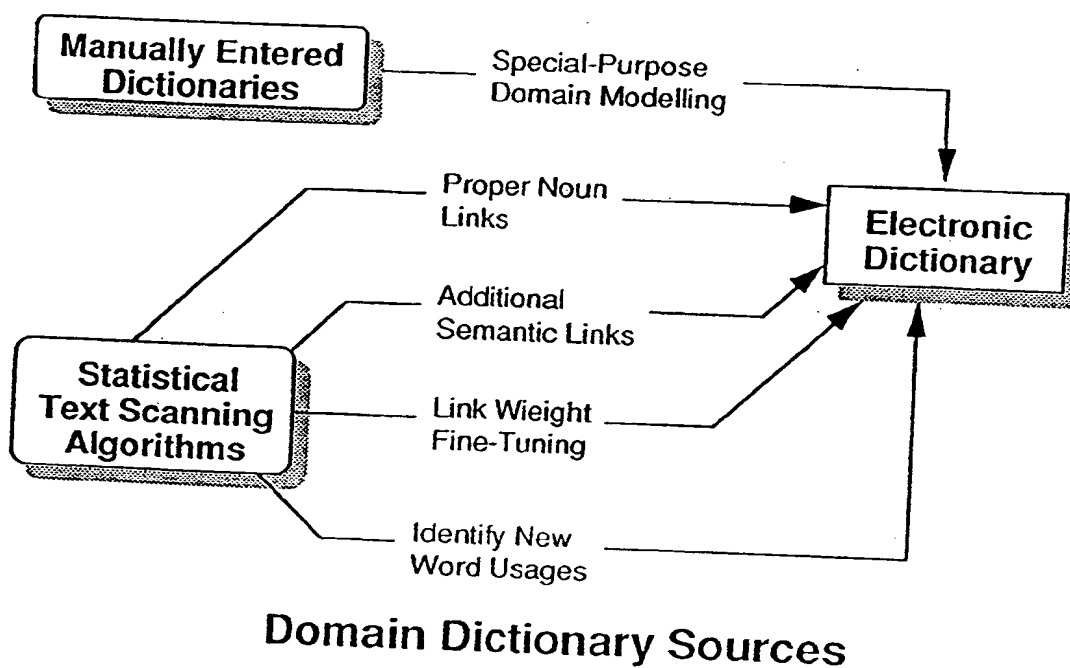 Manually Entered
Dictionaries
Special-Purpose
Domain Modelling
Proper Noun
Links
Electronic
Dictionary
Additional
Semantic Links
Statistical
Text Scanning
Algorithms
Link Wieight
Fine-Tuning
Identify New
Word Usages
Domain Dictionary Sources